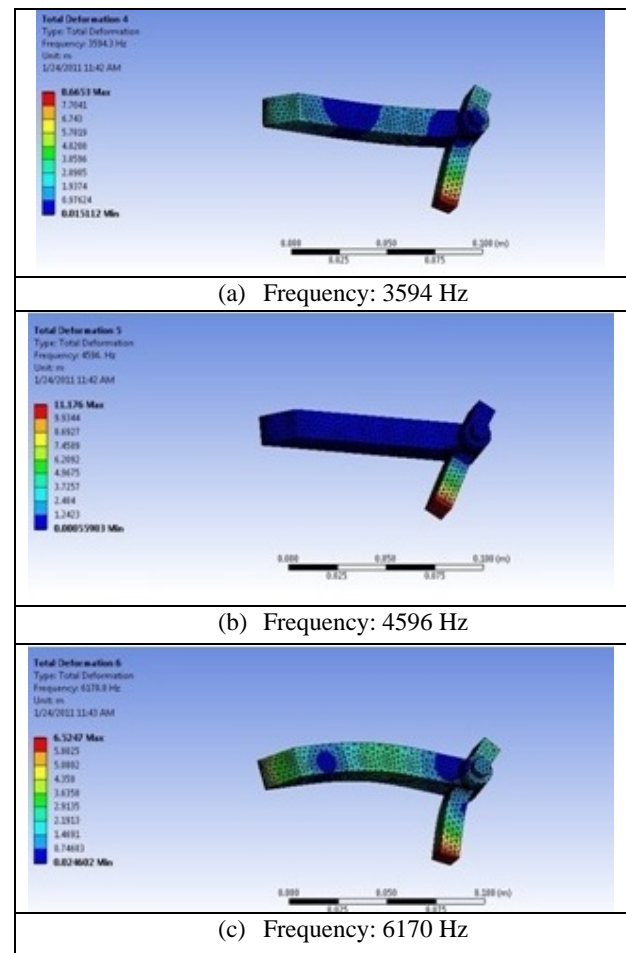 Total Deformation 4
Type: Total Deformation
Frequency: 3594.3 Hz
Unit: m
1/24/2011 11:42 AM
8.6653 Max
7.7041
6.743
5.7819
4.8208
3.8596
2.8985
1.9374
0.97624
0.015112 Min
0.000 0.050 0.100 (m)
0.025 0.075
(a) Frequency: 3594 Hz
Total Deformation 5
Type: Total Deformation
Frequency: 4596. Hz
Unit: m
1/24/2011 11:42 AM
11.176 Max
9.9344
8.6927
7.4509
6.2092
4.9675
3.7257
2.484
1.2423
0.00055903 Min
0.000 0.050 0.100 (m)
0.025 0.075
(b) Frequency: 4596 Hz
Total Deformation 6
Type: Total Deformation
Frequency: 6170.8 Hz
Unit: m
1/24/2011 11:43 AM
6.5247 Max
5.8025
5.0802
4.358
3.6358
2.9135
2.1913
1.4691
0.74683
0.024602 Min
0.000 0.050 0.100 (m)
0.025 0.075
(c) Frequency: 6170 Hz